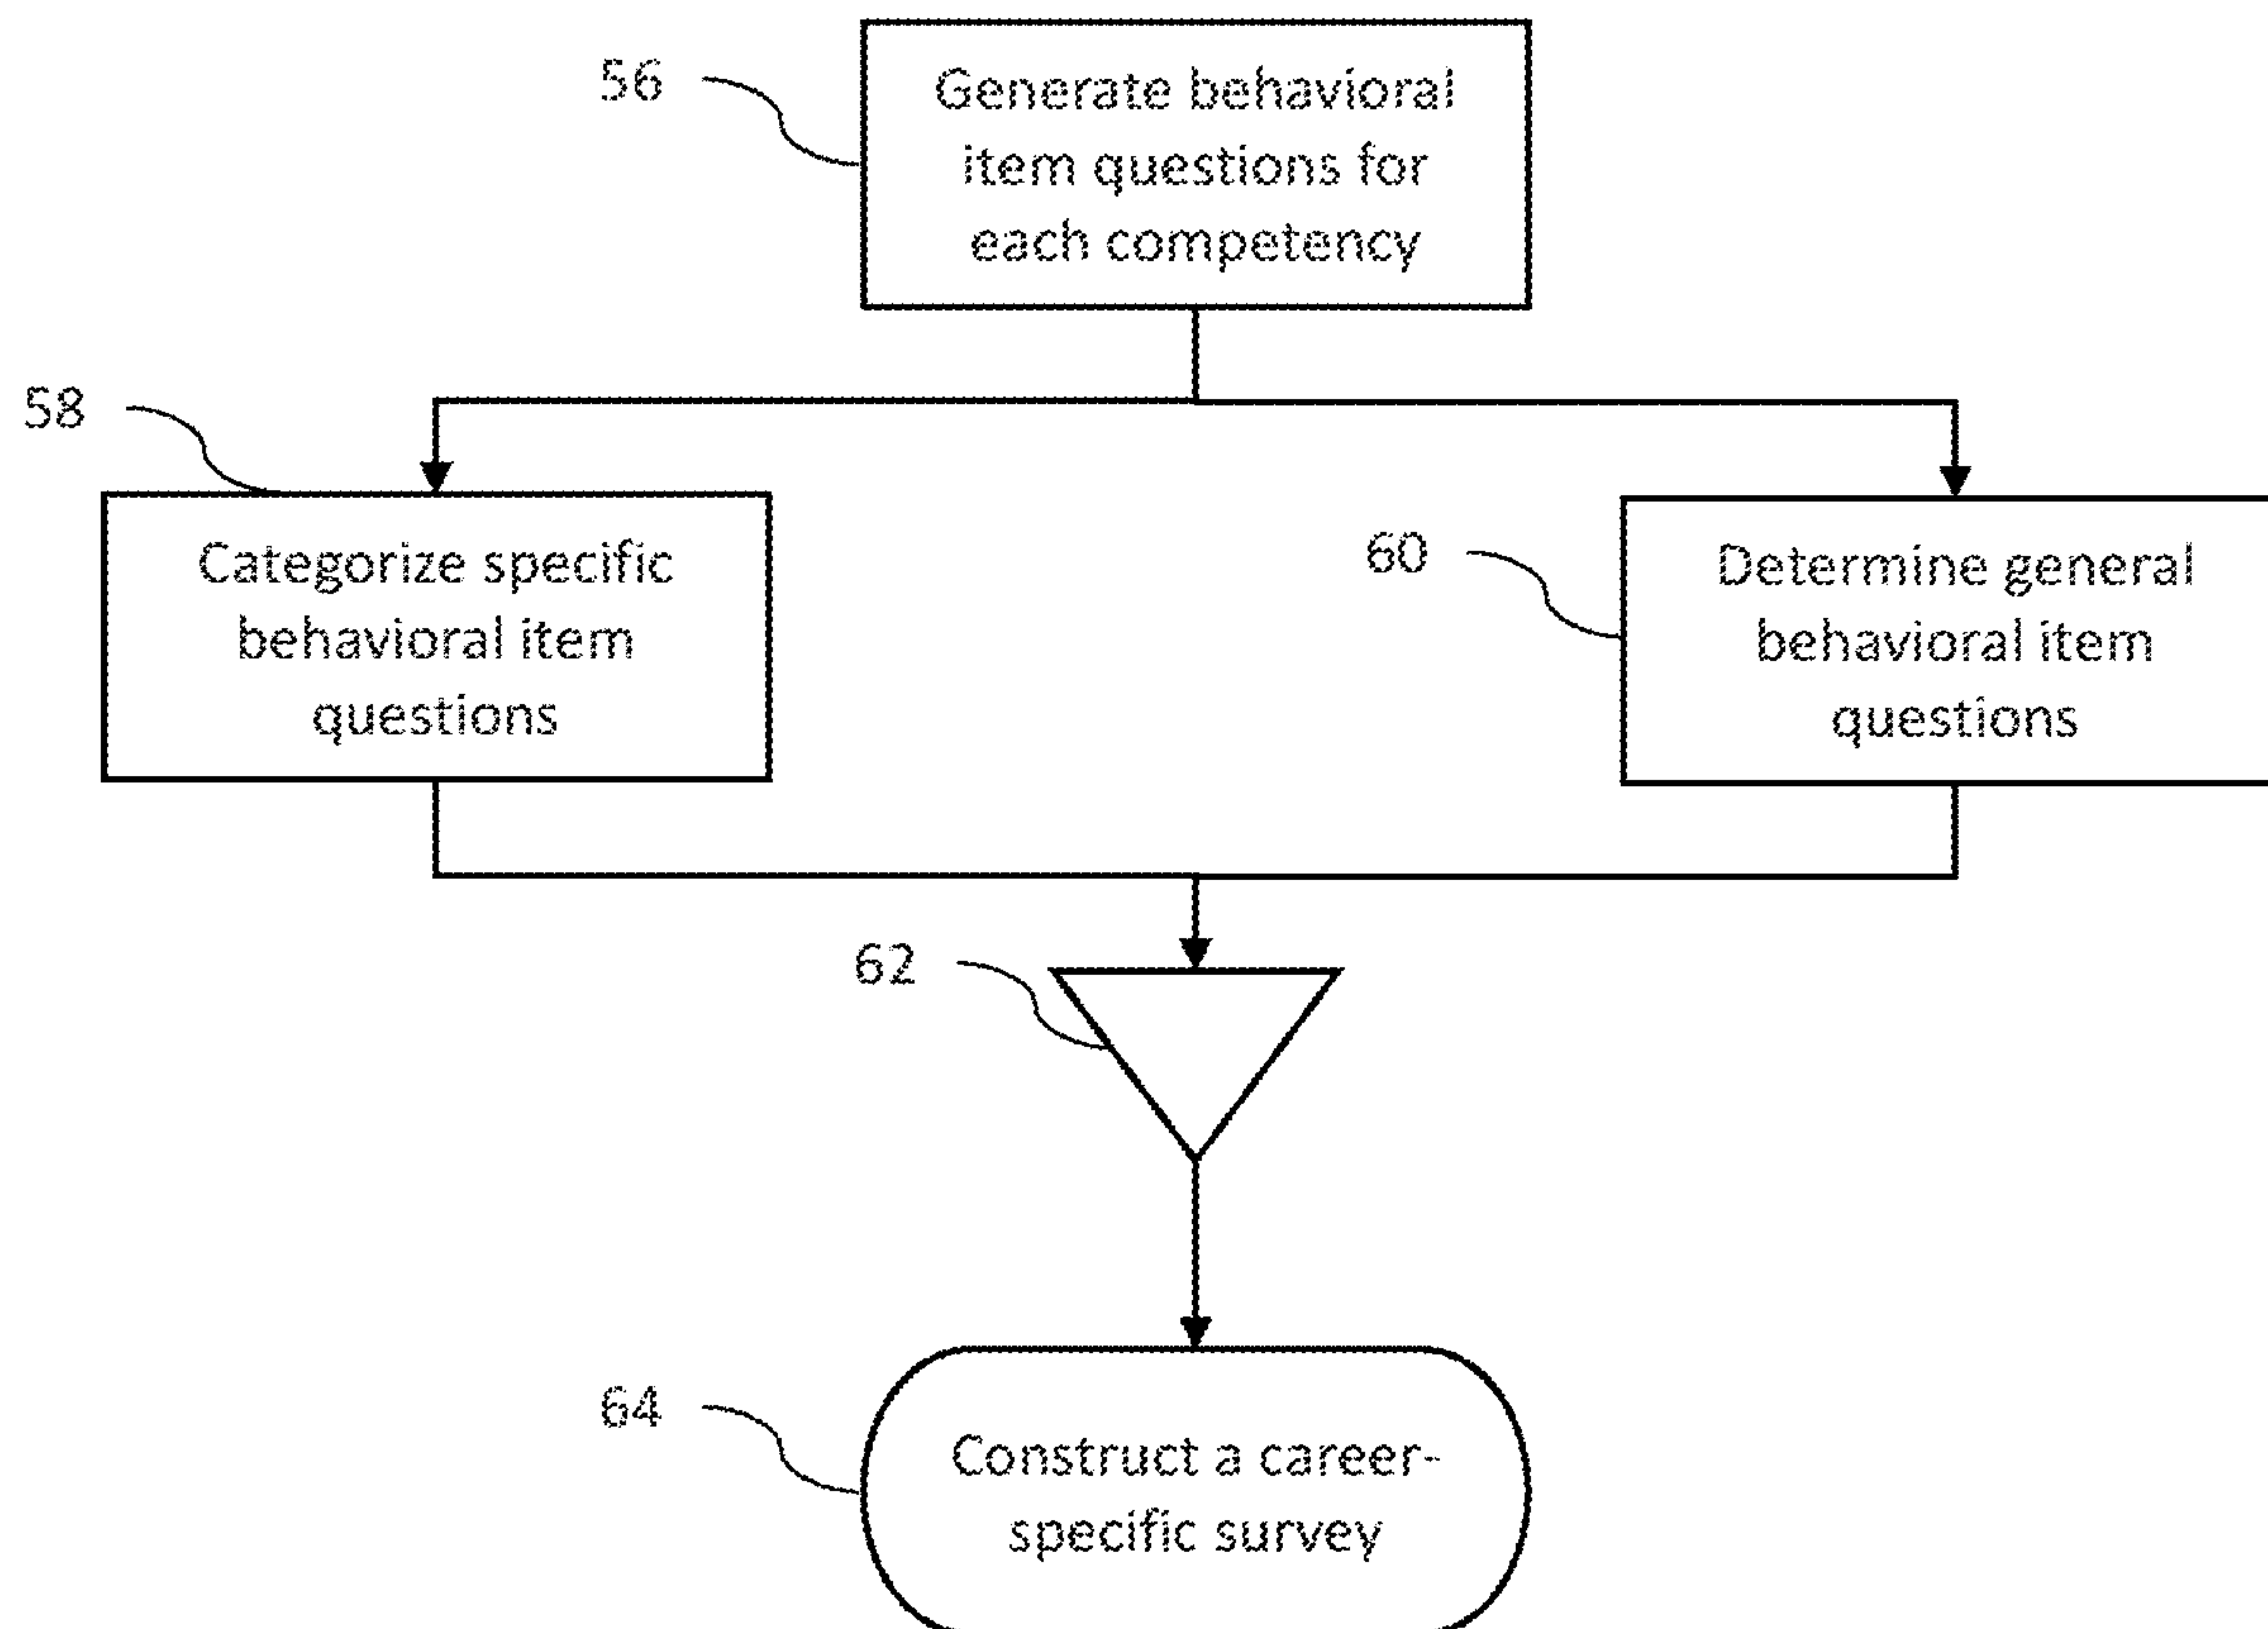 56
Generate behavioral
item questions for
each competency
58
Categorize specific
behavioral item
questions
60
Determine general
behavioral item
questions
62
64
Construct a career-
specific survey